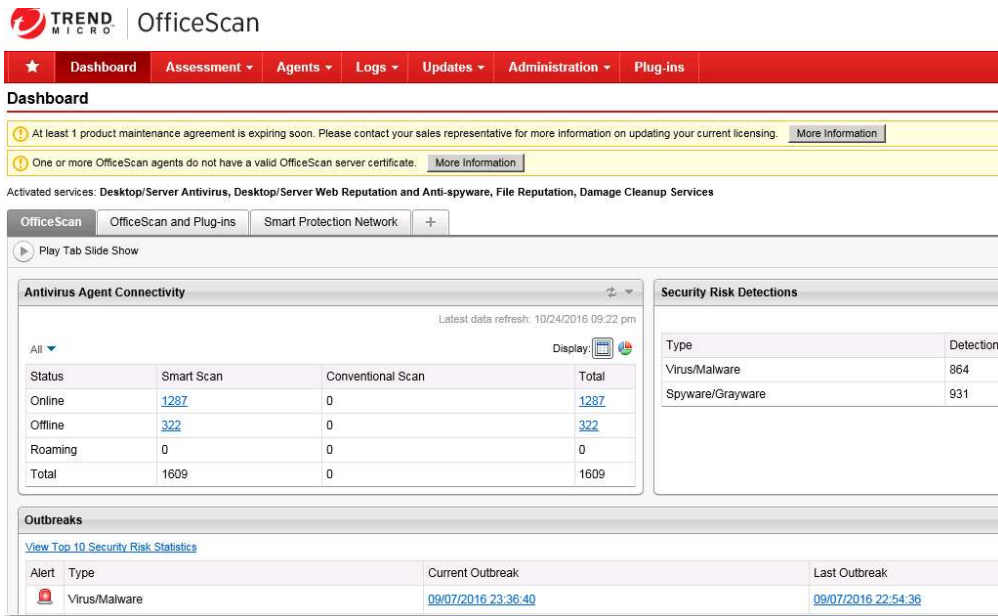 TREND MICRO OfficeScan
Dashboard Assessment Agents Logs Updates Administration Plug-ins
Dashboard
At least 1 product maintenance agreement is expiring soon. Please contact your sales representative for more information on updating your current licensing. More Information
One or more OfficeScan agents do not have a valid OfficeScan server certificate. More Information
Activated services: Desktop/Server Antivirus, Desktop/Server Web Reputation and Anti-spyware, File Reputation, Damage Cleanup Services
OfficeScan OfficeScan and Plug-ins Smart Protection Network +
Play Tab Slide Show
Antivirus Agent Connectivity
Latest data refresh: 10/24/2016 09:22 pm
All Display:
Status Smart Scan Conventional Scan Total
Online 1287 0 1287
Offline 322 0 322
Roaming 0 0 0
Total 1609 0 1609
Security Risk Detections
Type Detection
Virus/Malware 864
Spyware/Grayware 931
Outbreaks
View Top 10 Security Risk Statistics
Alert Type Current Outbreak Last Outbreak
Virus/Malware 09/07/2016 23:36:40 09/07/2016 22:54:36